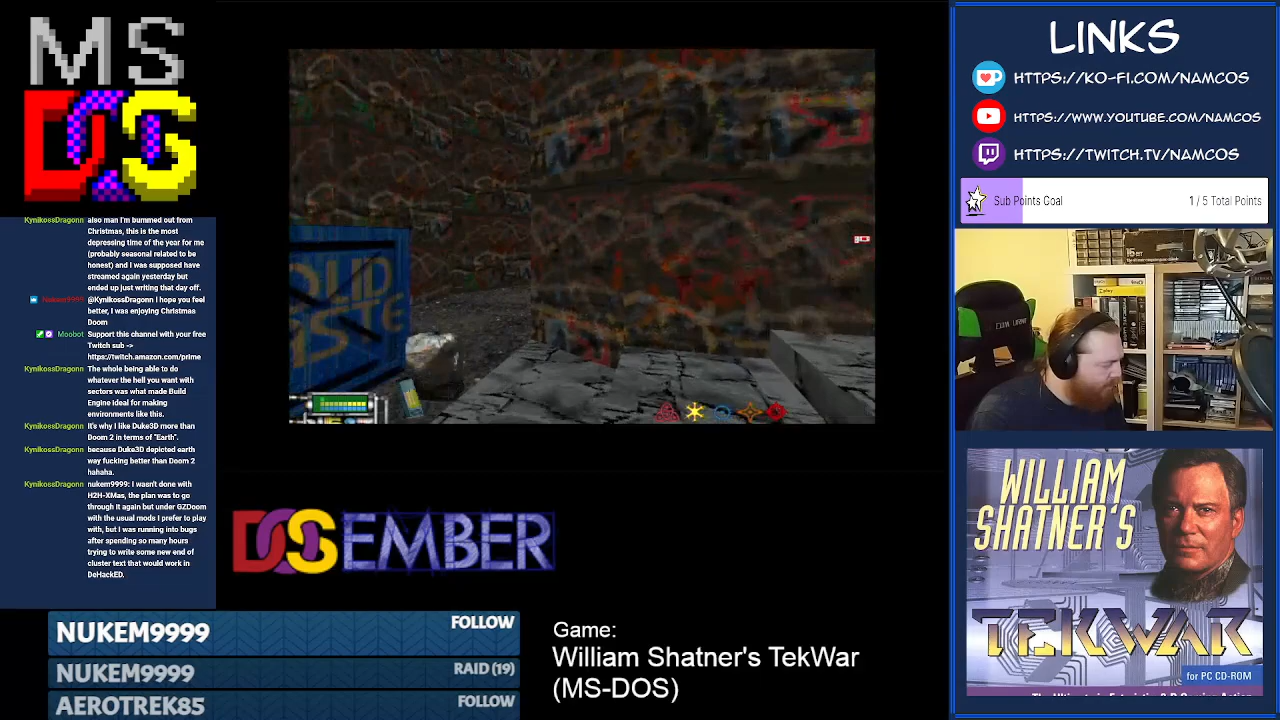 MS
DOS
KynikossDragonn also man I'm bummed out from
Christmas, this is the most
depressing time of the year for me
(probably seasonal related to be
honest) and I was supposed have
streamed again yesterday but
ended up just writing that day off.
Nukem9999 @KynikossDragonn I hope you feel
better, I was enjoying Christmas
Doom
Moobot Support this channel with your free
Twitch sub ->
https://twitch.amazon.com/prime
KynikossDragonn The whole being able to do
whatever the hell you want with
sectors was what made Build
Engine ideal for making
environments like this.
KynikossDragonn It's why I like Duke3D more than
Doom 2 in terms of "Earth".
KynikossDragonn because Duke3D depicted earth
way fucking better than Doom 2
hahaha.
KynikossDragonn nukem9999: I wasn't done with
H2H-XMas, the plan was to go
through it again but under GZDoom
with the usual mods I prefer to play
with, but I was running into bugs
after spending so many hours
trying to write some new end of
cluster text that would work in
DeHackED.
DOSEMBER
NUKEM9999 FOLLOW
NUKEM9999 RAID (19)
AEROTREK85 FOLLOW
Game:
William Shatner's TekWar
(MS-DOS)
LINKS
HTTPS://KO-FI.COM/NAMCOS
HTTPS://WWW.YOUTUBE.COM/NAMCOS
HTTPS://TWITCH.TV/NAMCOS
Sub Points Goal 1 / 5 Total Points
WILLIAM
SHATNER'S
TEKWAR
for PC CD-ROM